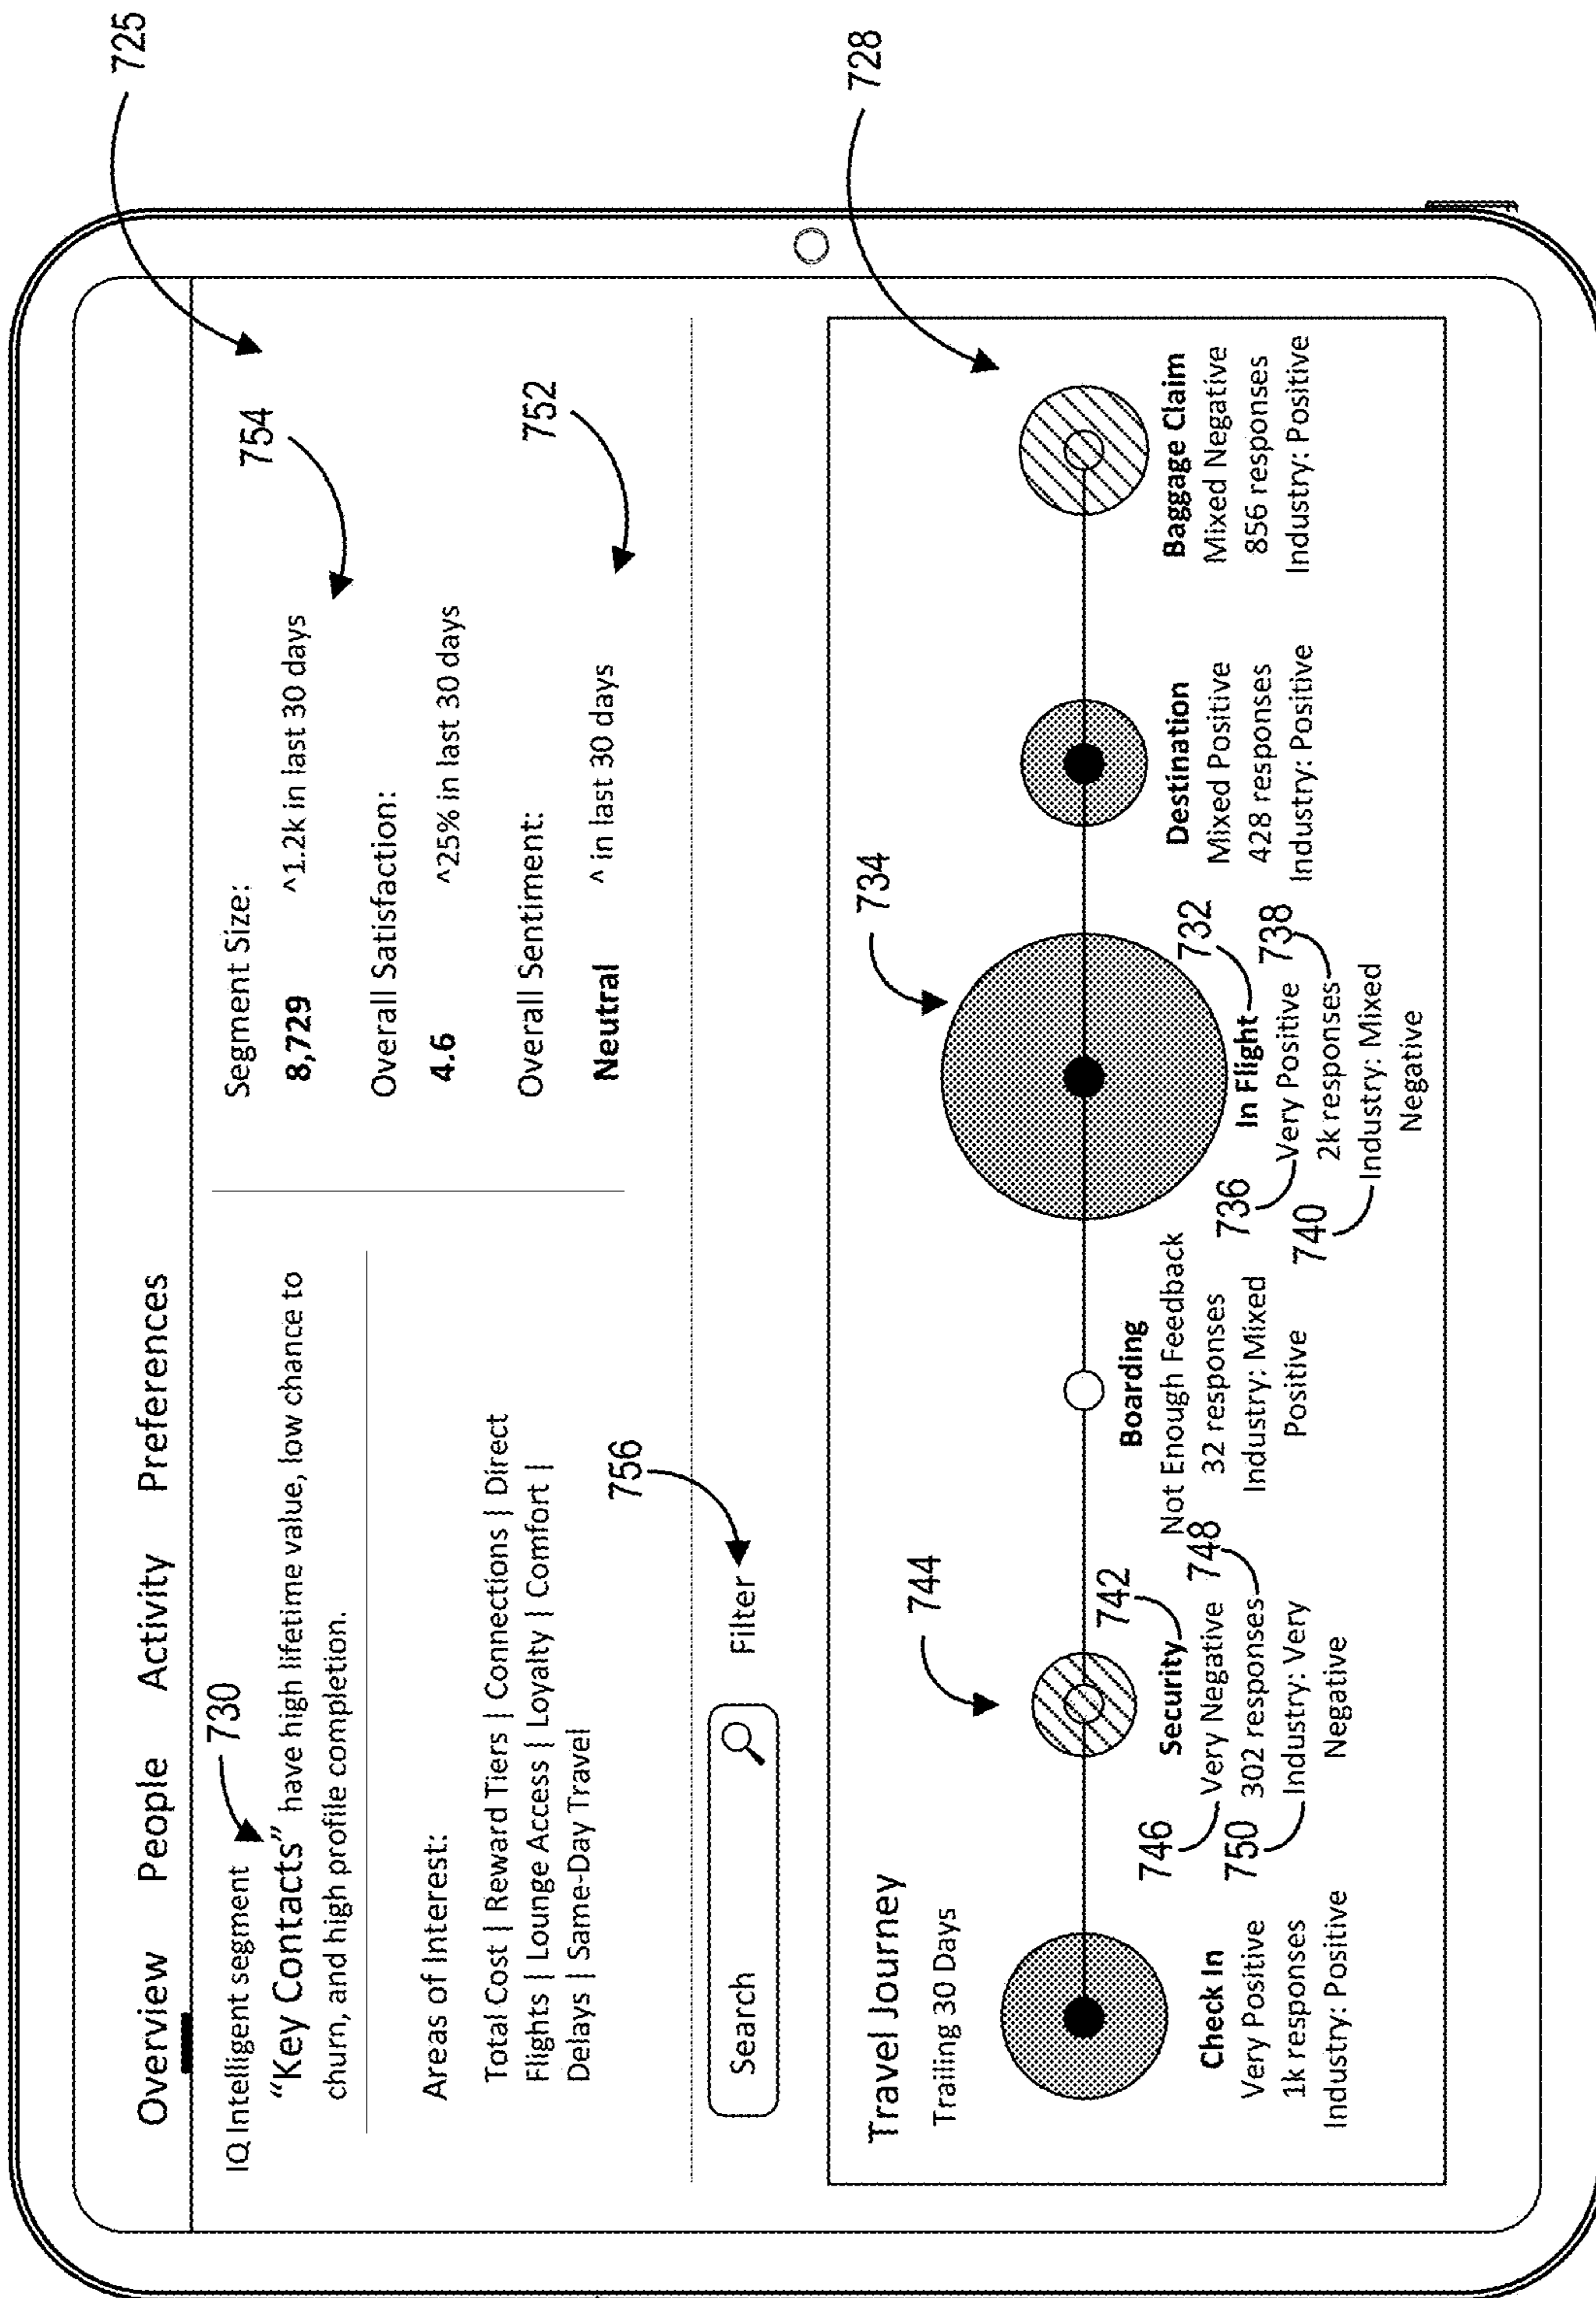 725
Overview People Activity Preferences
IQ Intelligent segment
730
“Key Contacts” have high lifetime value, low chance to
churn, and high profile completion.
Areas of Interest:
Total Cost | Reward Tiers | Connections | Direct
Flights | Lounge Access | Loyalty | Comfort |
Delays | Same-Day Travel
Segment Size:
8,729 ^1.2k in last 30 days
754
Overall Satisfaction:
4.6 ^25% in last 30 days
Overall Sentiment:
752
Neutral ^ in last 30 days
Search
Filter
756
728
Travel Journey
Trailing 30 Days
Check In
Very Positive
1k responses
Industry: Positive
744
742
Security
746
Very Negative
748
302 responses
750
Industry: Very
Negative
Boarding
Not Enough Feedback
32 responses
Industry: Mixed
Positive
734
732
In Flight
736
Very Positive
738
2k responses
740
Industry: Mixed
Negative
Destination
Mixed Positive
428 responses
Industry: Positive
Baggage Claim
Mixed Negative
856 responses
Industry: Positive